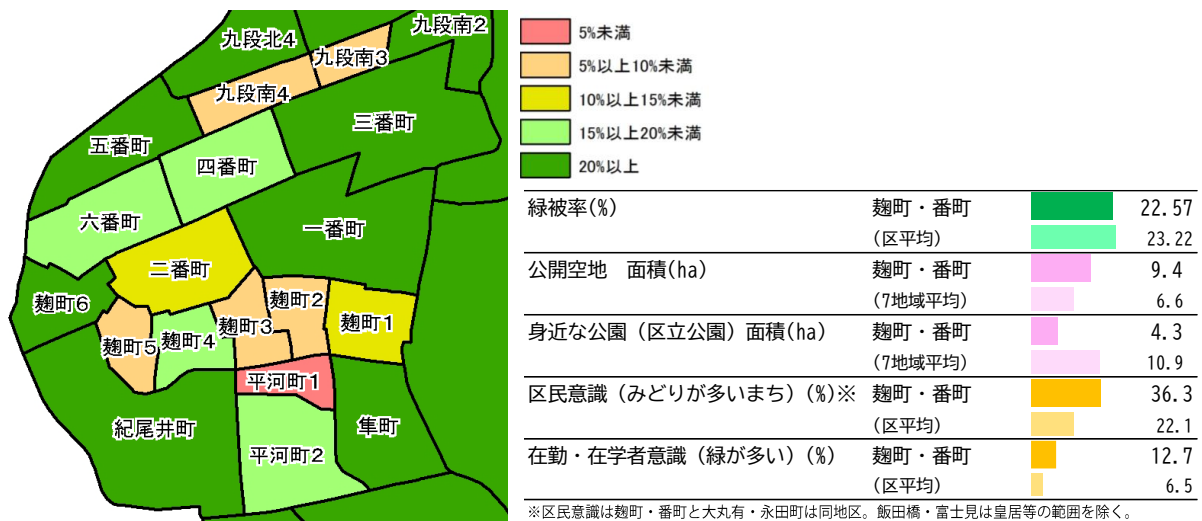 九段北4
九段南2
九段南3
九段南4
三番町
五番町
四番町
六番町
一番町
二番町
麹町6
麹町2
麹町3
麹町1
麹町5
麹町4
平河町1
紀尾井町
隼町
平河町2
5%未満
5%以上10%未満
10%以上15%未満
15%以上20%未満
20%以上
緑被率(%) 麹町・番町 22.57
(区平均) 23.22
公開空地 面積(ha) 麹町・番町 9.4
(7地域平均) 6.6
身近な公園（区立公園）面積(ha) 麹町・番町 4.3
(7地域平均) 10.9
区民意識（みどりが多いまち）(%)※ 麹町・番町 36.3
(区平均) 22.1
在勤・在学者意識（緑が多い）(%) 麹町・番町 12.7
(区平均) 6.5
※区民意識は麹町・番町と大丸有・永田町は同地区。飯田橋・富士見は皇居等の範囲を除く。